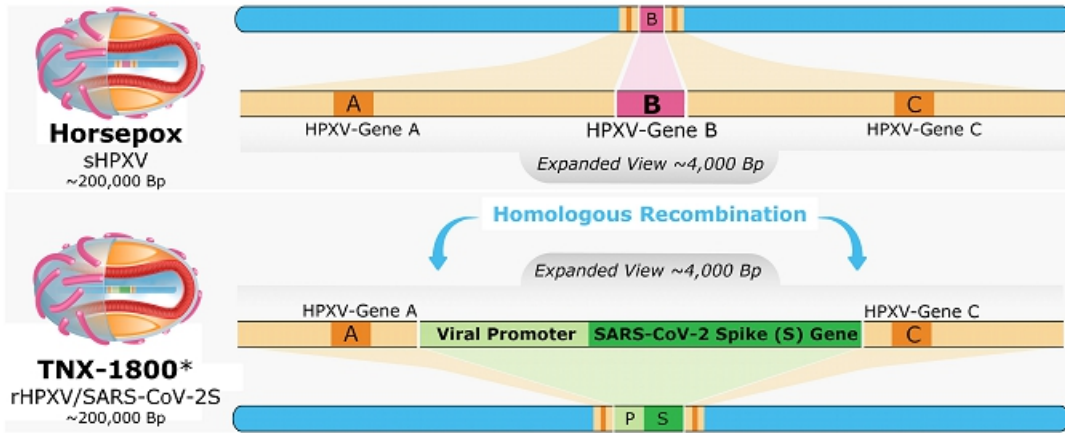 B
A
B
C
HPXV-Gene A
HPXV-Gene B
HPXV-Gene C
Horsepox
sHPXV
~200,000 Bp
Expanded View ~4,000 Bp
Homologous Recombination
Expanded View ~4,000 Bp
HPXV-Gene A
HPXV-Gene C
A
Viral Promoter
SARS-CoV-2 Spike (S) Gene
C
TNX-1800*
rHPXV/SARS-CoV-2S
~200,000 Bp
P
S